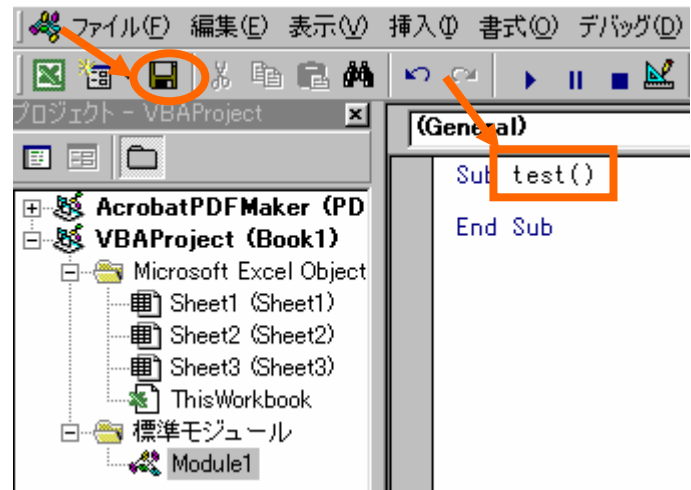 ファイル(F) 編集(E) 表示(V) 挿入(I) 書式(O) デバッグ(D)
プロジェクト - VBAProject
(General)
Sub test()
End Sub
AcrobatPDFMaker (PD
VBAProject (Book1)
Microsoft Excel Object
Sheet1 (Sheet1)
Sheet2 (Sheet2)
Sheet3 (Sheet3)
ThisWorkbook
標準モジュール
Module1